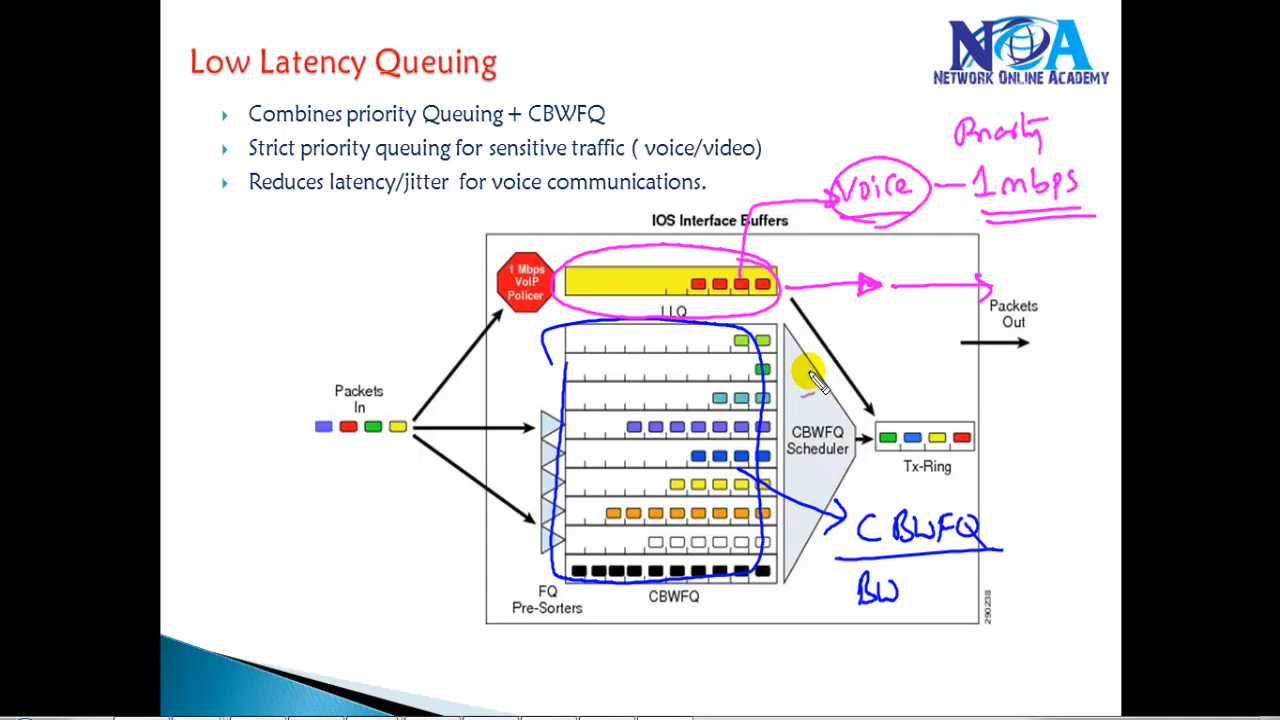 Low Latency Queuing
NOA
NETWORK ONLINE ACADEMY
Combines priority Queuing + CBWFQ
Strict priority queuing for sensitive traffic ( voice/video)
Reduces latency/jitter for voice communications.
Priority
Voice — 1 mbps
IOS Interface Buffers
1 Mbps
VoIP
Policer
LLQ
Packets
Out
Packets
In
CBWFQ
Scheduler
Tx-Ring
CBWFQ
BW
FQ
Pre-Sorters
CBWFQ
290238